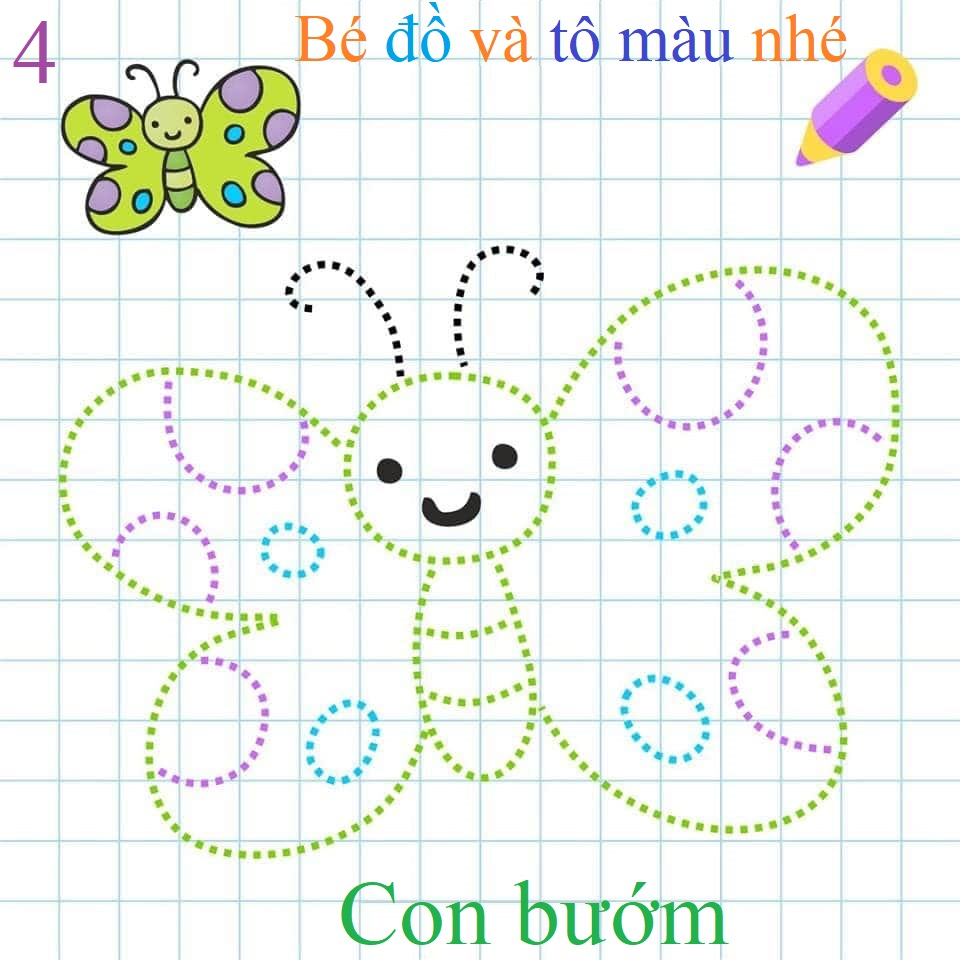 4
Bé đồ và tô màu nhé
Con bướm